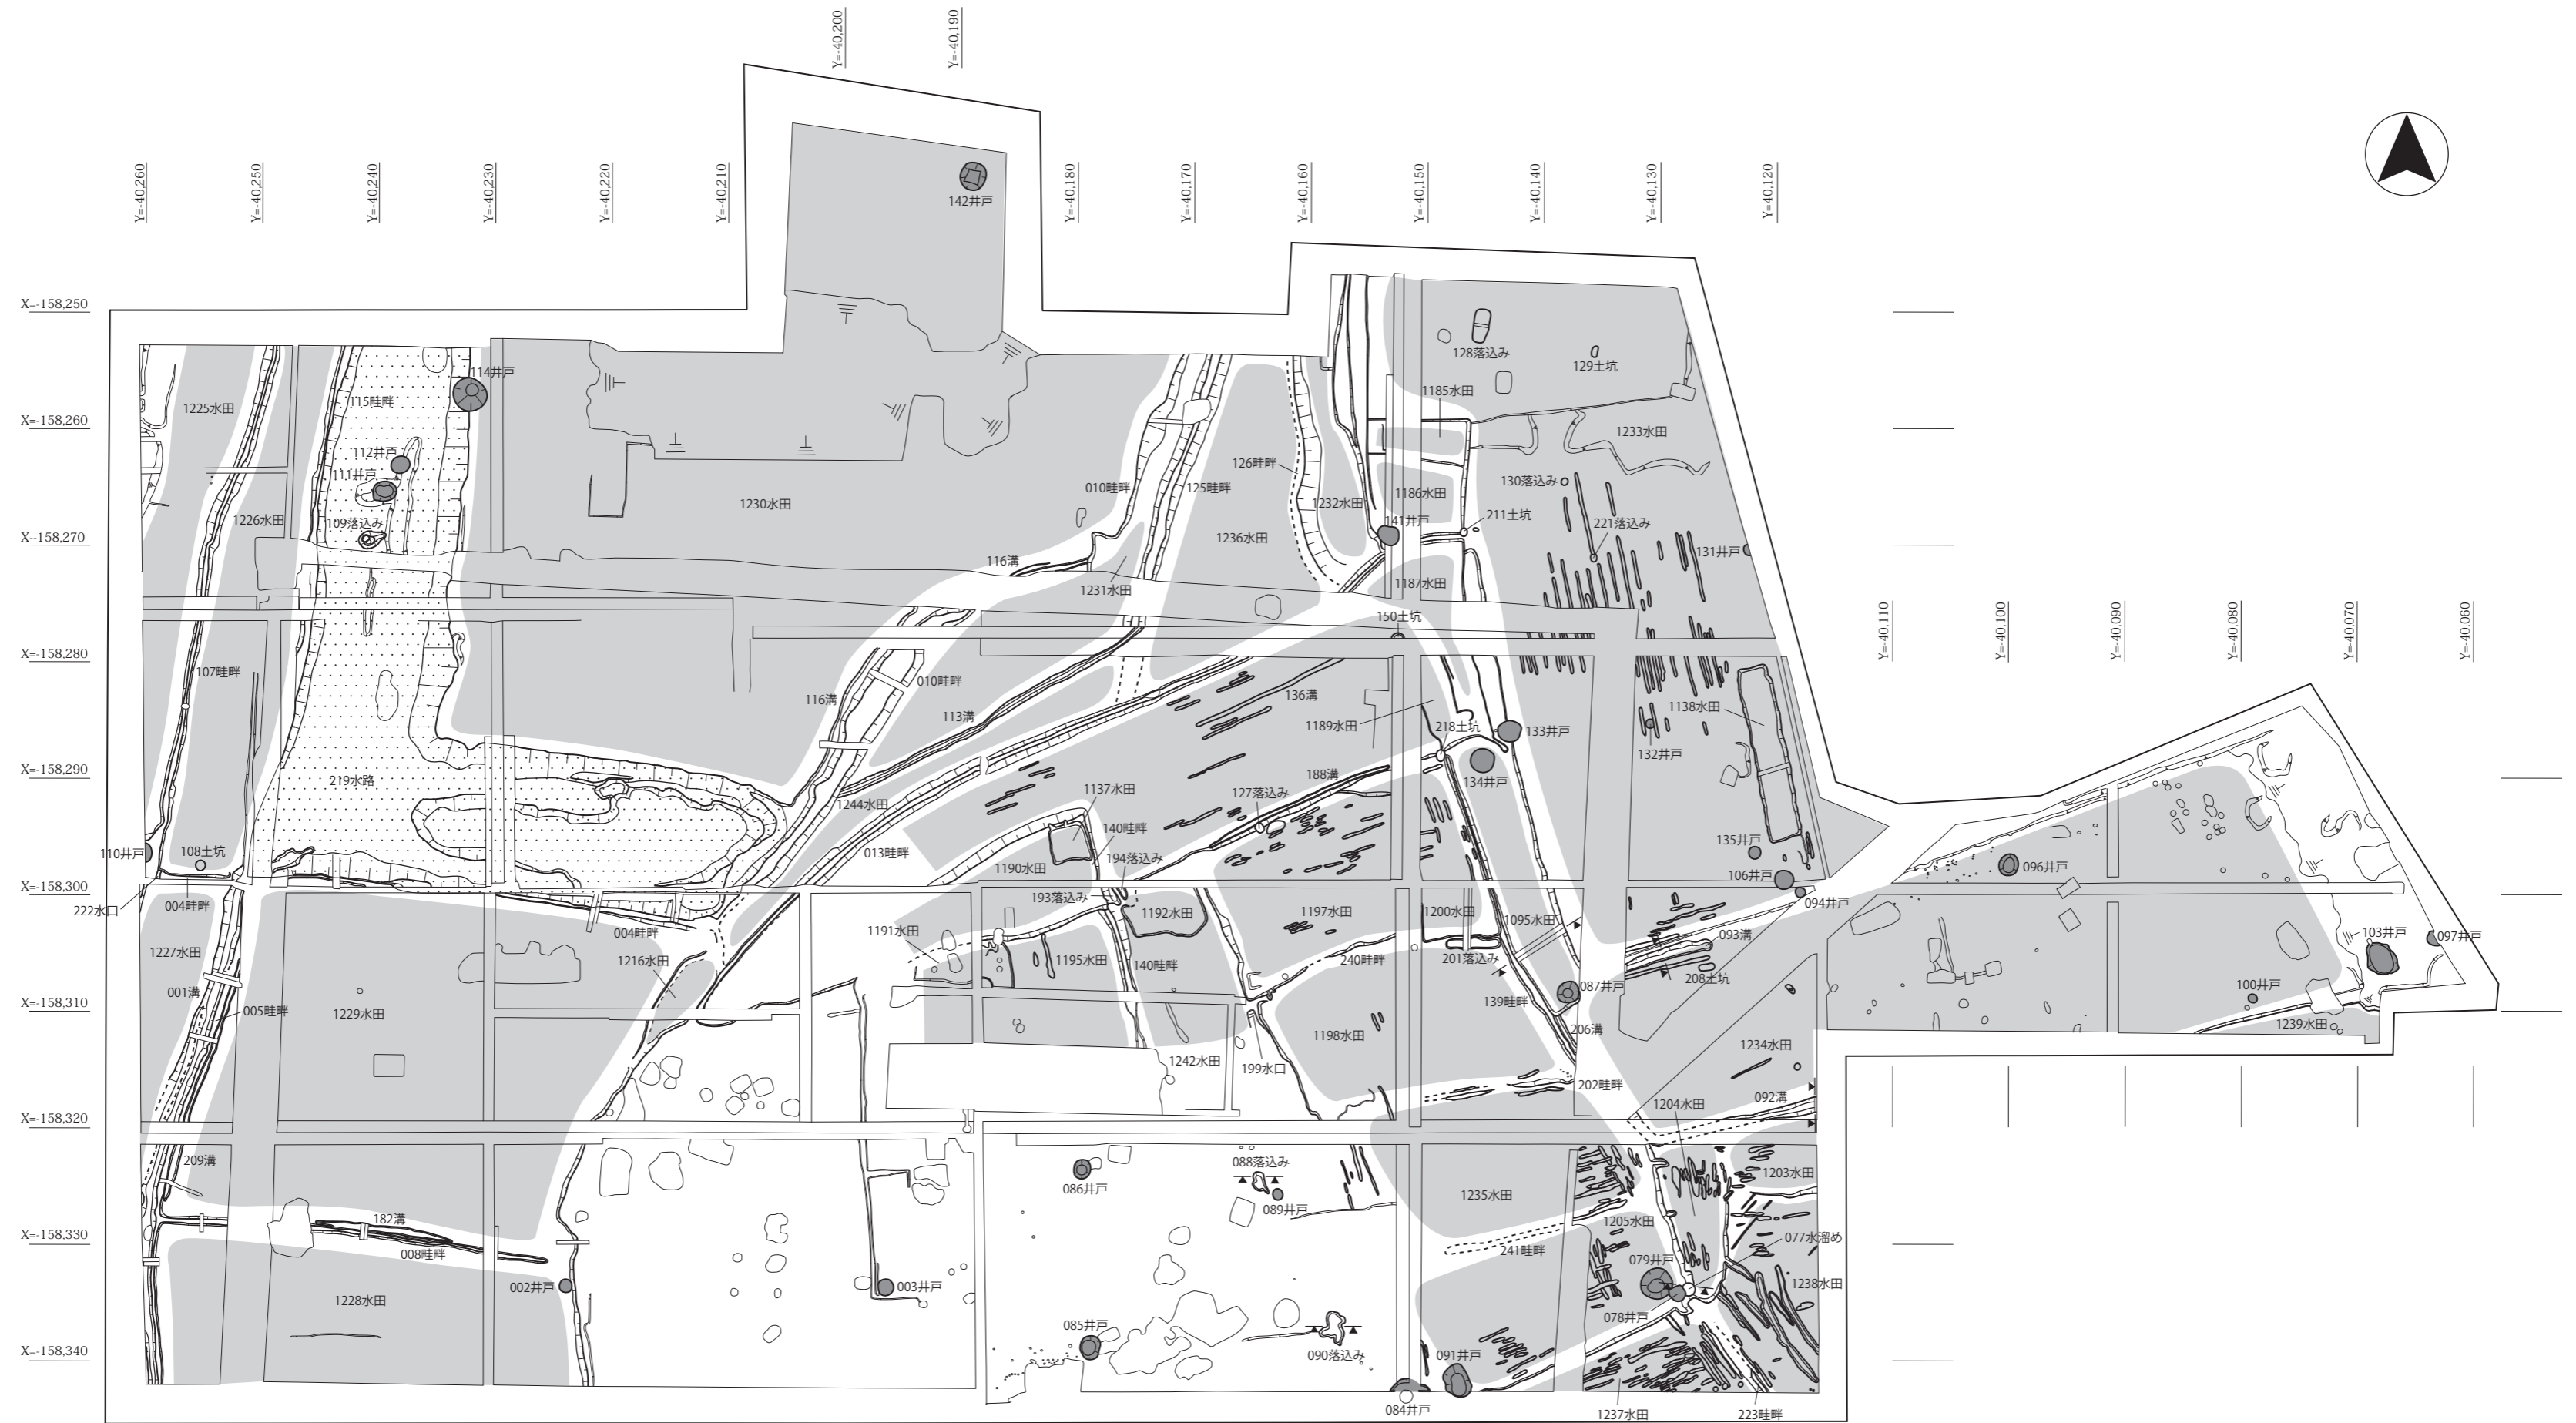 Y=-40,200
Y=-40,190
Y=-40,260
Y=-40,250
Y=-40,240
Y=-40,230
Y=-40,220
Y=-40,210
Y=-40,180
Y=-40,170
Y=-40,160
Y=-40,150
Y=-40,140
Y=-40,130
Y=-40,120
142井戸
X=-158,250
128落込み
129土坑
114井戸
1185水田
115畦畔
1225水田
X=-158,260
1233水田
112井戸
126畦畔
111井戸
130落込み
010畦畔
125畦畔
1186水田
1230水田
1232水田
211土坑
1226水田
109落込み
141井戸
221落込み
X--158,270
1236水田
131井戸
116溝
1187水田
1231水田
150土坑
Y=-40,110
Y=-40,100
Y=-40,090
Y=-40,080
Y=-40,070
Y=-40,060
X=-158,280
107畦畔
010畦畔
136溝
116溝
1138水田
113溝
1189水田
218土坑
133井戸
132井戸
X=-158,290
188溝
219水路
134井戸
1137水田
127落込み
1244水田
140畦畔
135井戸
110井戸
108土坑
013畦畔
194落込み
1190水田
096井戸
106井戸
X=-158,300
193落込み
094井戸
222水口
004畦畔
1192水田
1197水田
1200水田
1095水田
004畦畔
1191水田
093溝
103井戸
097井戸
1227水田
1216水田
1195水田
140畦畔
240畦畔
201落込み
208土坑
001溝
087井戸
100井戸
139畦畔
X=-158,310
005畦畔
1229水田
206溝
1239水田
1198水田
1234水田
1242水田
199水口
202畦畔
092溝
1204水田
X=-158,320
209溝
088落込み
1203水田
086井戸
1235水田
089井戸
182溝
1205水田
X=-158,330
077水溜め
008畦畔
241畦畔
079井戸
1238水田
002井戸
003井戸
1228水田
078井戸
085井戸
X=-158,340
090落込み
091井戸
084井戸
1237水田
223畦畔